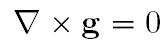 ∇ × 𝐠 = 0